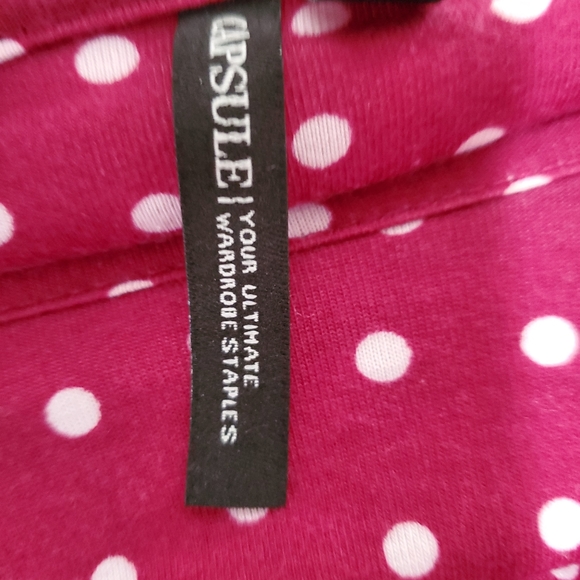 CAPSULE |
YOUR ULTIMATE
WARDROBE STAPLES